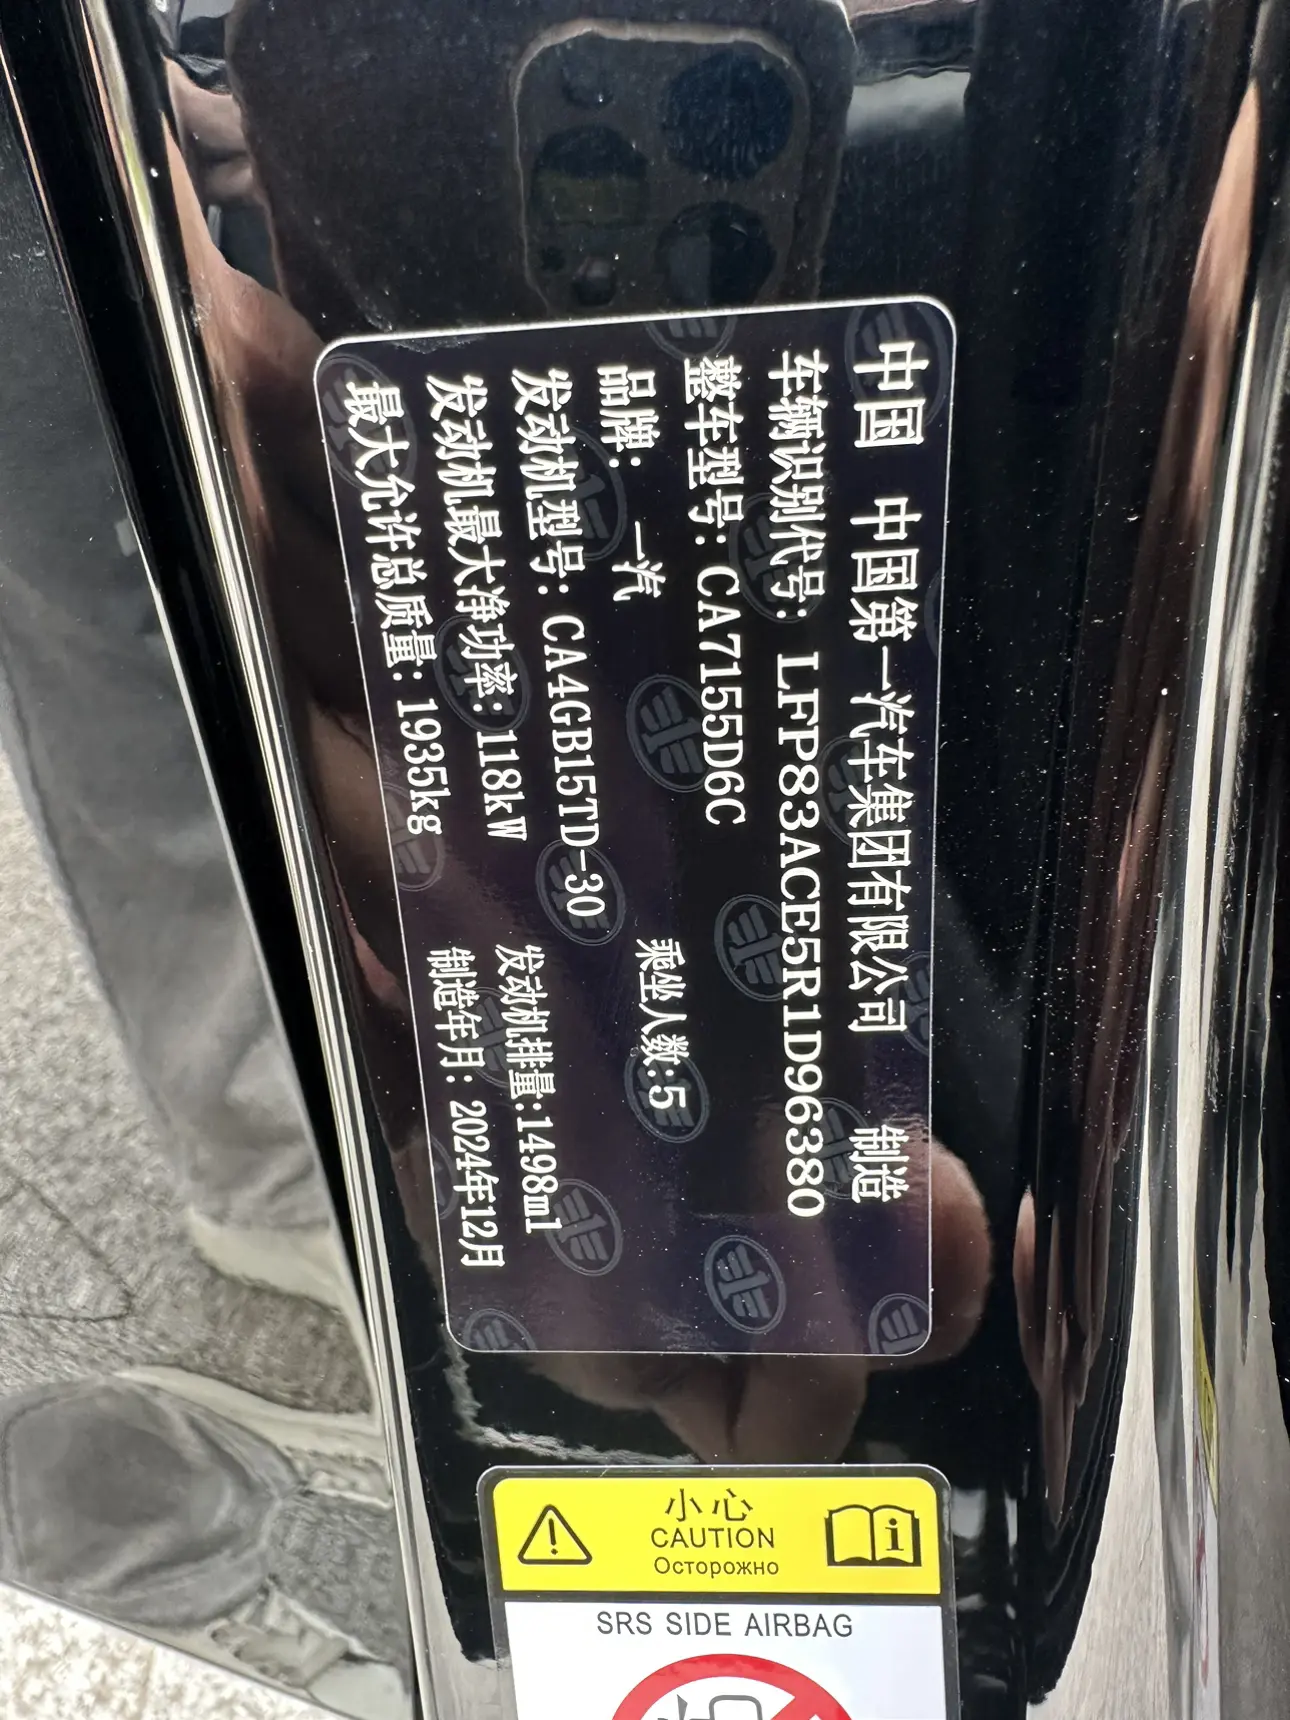 中国 中国第一汽车集团有限公司 制造
车辆识别代号: LFP83ACE5R1D96380
整车型号: CA7155D6C
品牌: 一汽 乘坐人数:5
发动机型号: CA4GB15TD-30
发动机最大净功率: 118kW 发动机排量:1498ml
最大允许总质量: 1935kg 制造年月: 2024年12月
小心
CAUTION
Осторожно
SRS SIDE AIRBAG